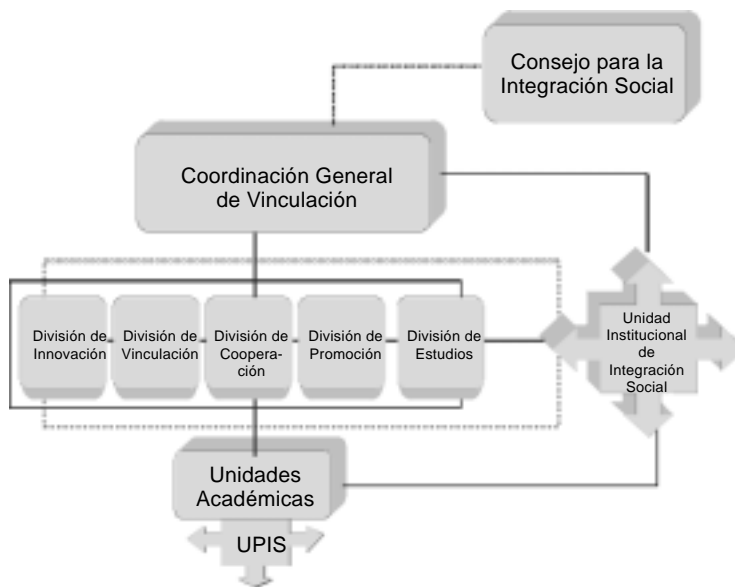 Consejo para la
Integración Social
Coordinación General
de Vinculación
División de
Innovación
División de
Vinculación
División de
Coopera-
ción
División de
Promoción
División de
Estudios
Unidad
Institucional
de
Integración
Social
Unidades
Académicas
UPIS